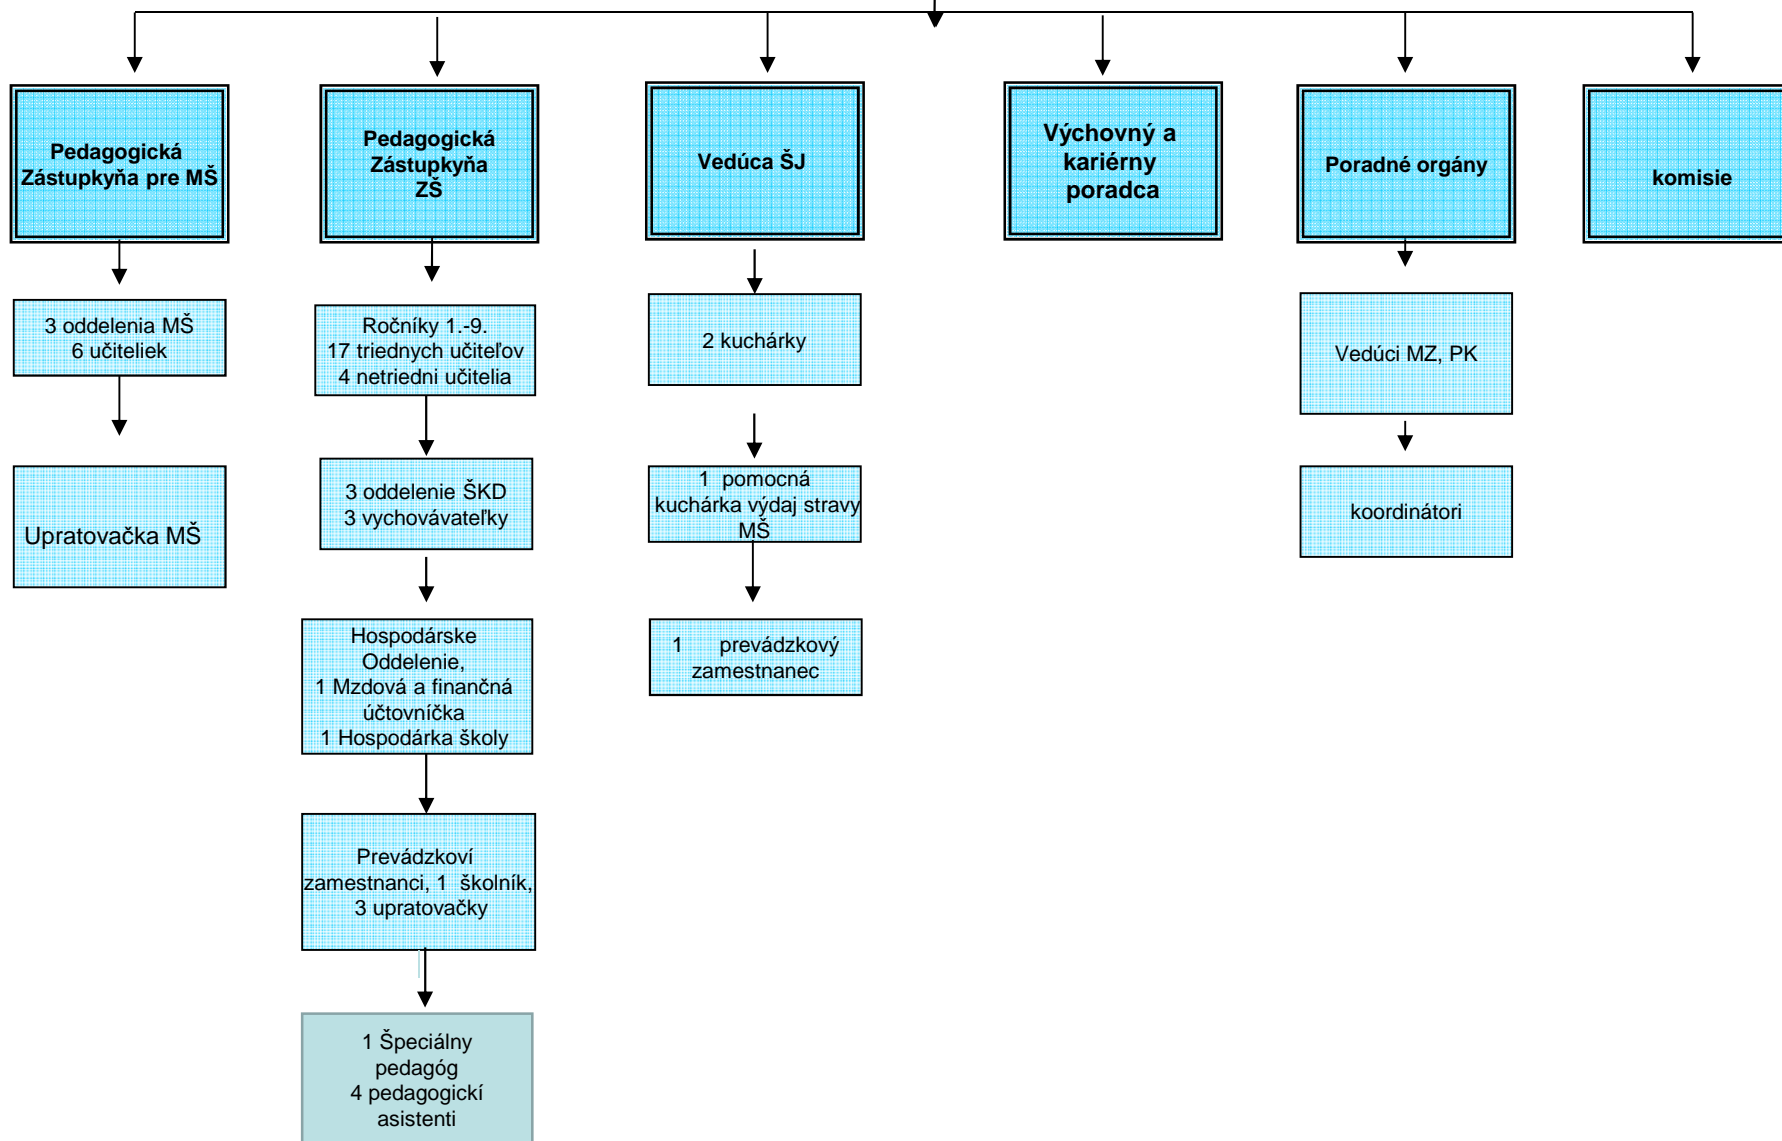 Pedagogická
Zástupkyňa pre MŠ
Pedagogická
Zástupkyňa
ZŠ
Vedúca ŠJ
Výchovný a
kariérny
poradca
Poradné orgány
komisie
3 oddelenia MŠ
6 učiteliek
Ročníky 1.-9.
17 triednych učiteľov
4 netriedni učitelia
2 kuchárky
Vedúci MZ, PK
Upratovačka MŠ
3 oddelenie ŠKD
3 vychovávateľky
1 pomocná
kuchárka výdaj stravy
MŠ
koordinátori
Hospodárske
Oddelenie,
1 Mzdová a finančná
účtovníčka
1 Hospodárka školy
1 prevádzkový
zamestnanec
Prevádzkoví
zamestnanci, 1 školník,
3 upratovačky
1 Špeciálny
pedagóg
4 pedagogickí
asistenti